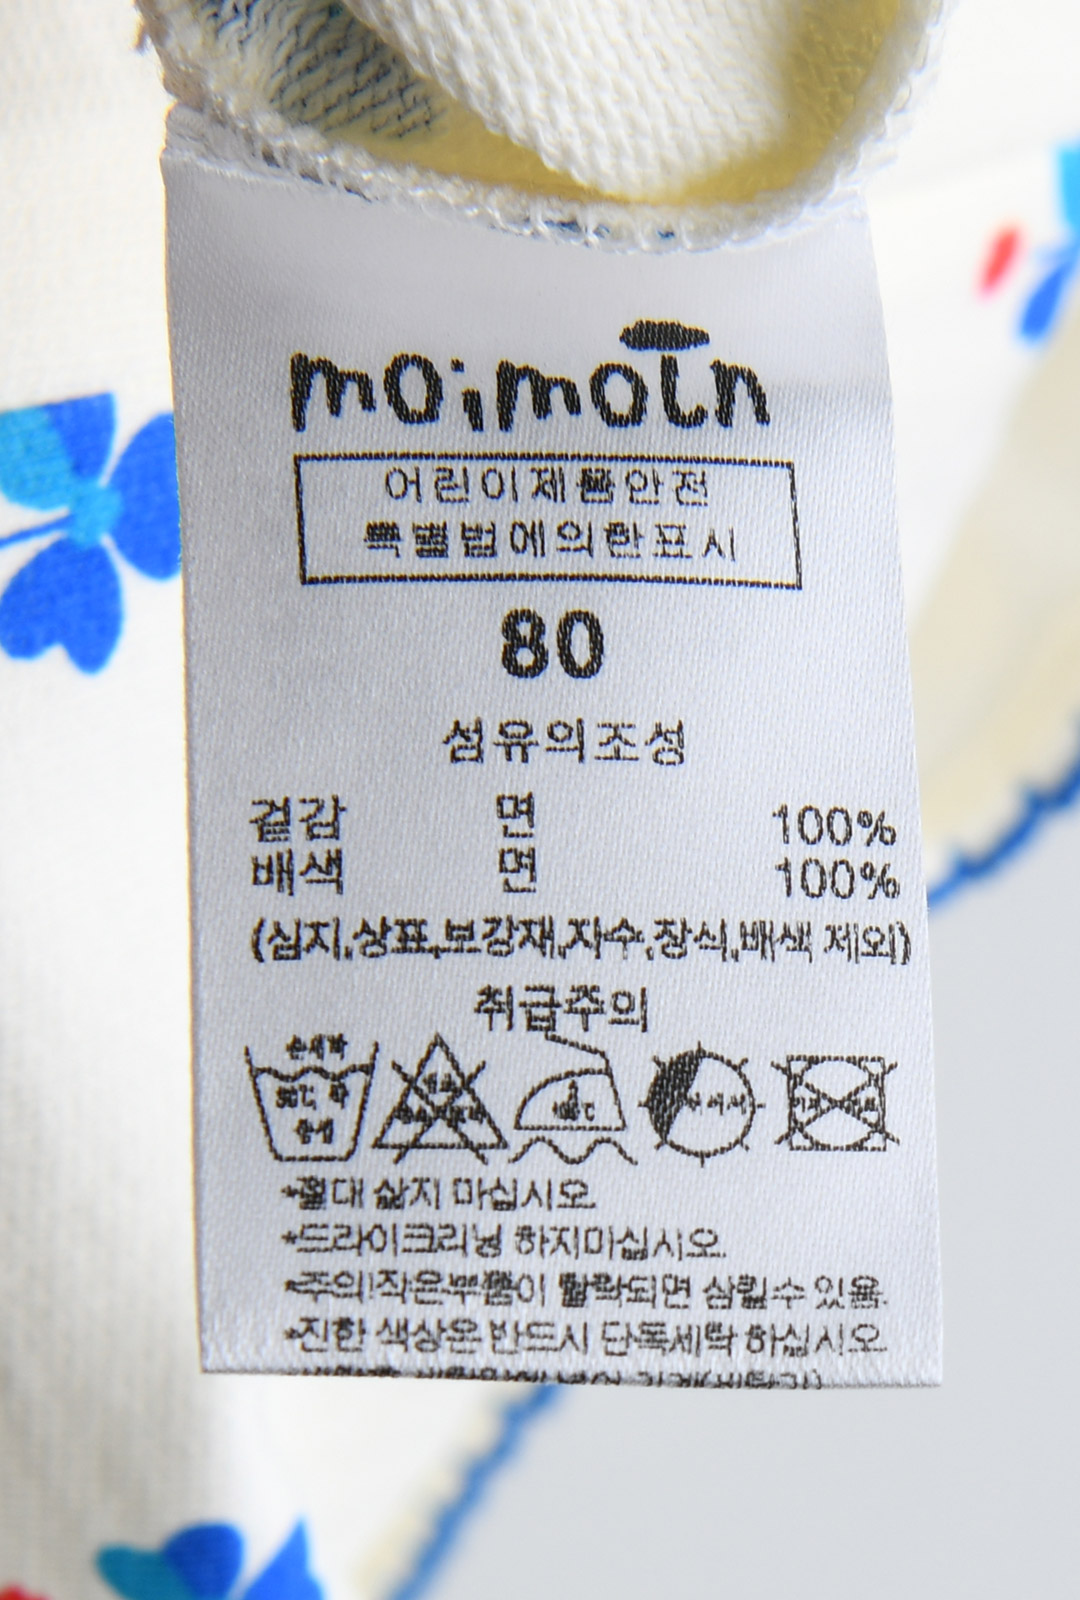 moimoln
어린이제품안전
특별법에의한표시
80
섬유의조성
겉감 면 100%
배색 면 100%
(심지,상표,보강재,자수,장식,배색 제외)
취급주의
손세탁
중성
*절대 삶지 마십시오.
*드라이크리닝 하지마십시오.
*주의!작은부품이 탈락되면 삼킬수 있음.
*진한 색상은 반드시 단독세탁 하십시오.